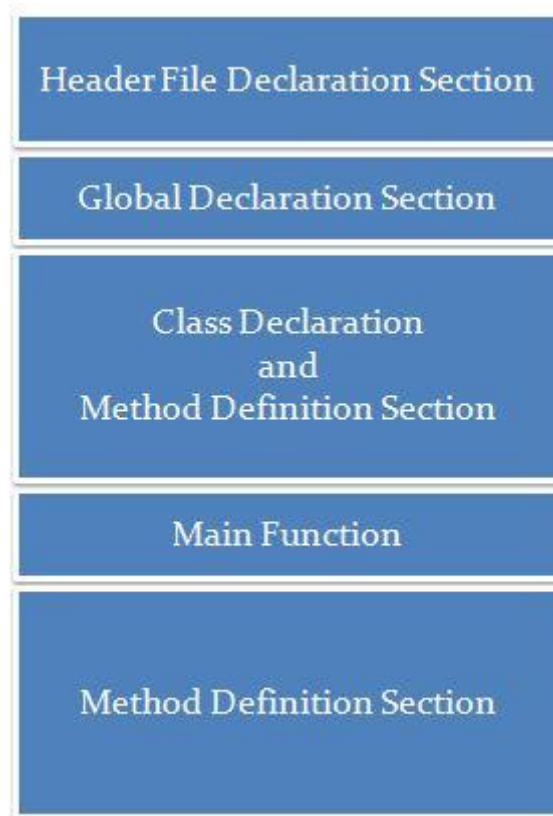 Header File Declaration Section
Global Declaration Section
Class Declaration
and
Method Definition Section
Main Function
Method Definition Section